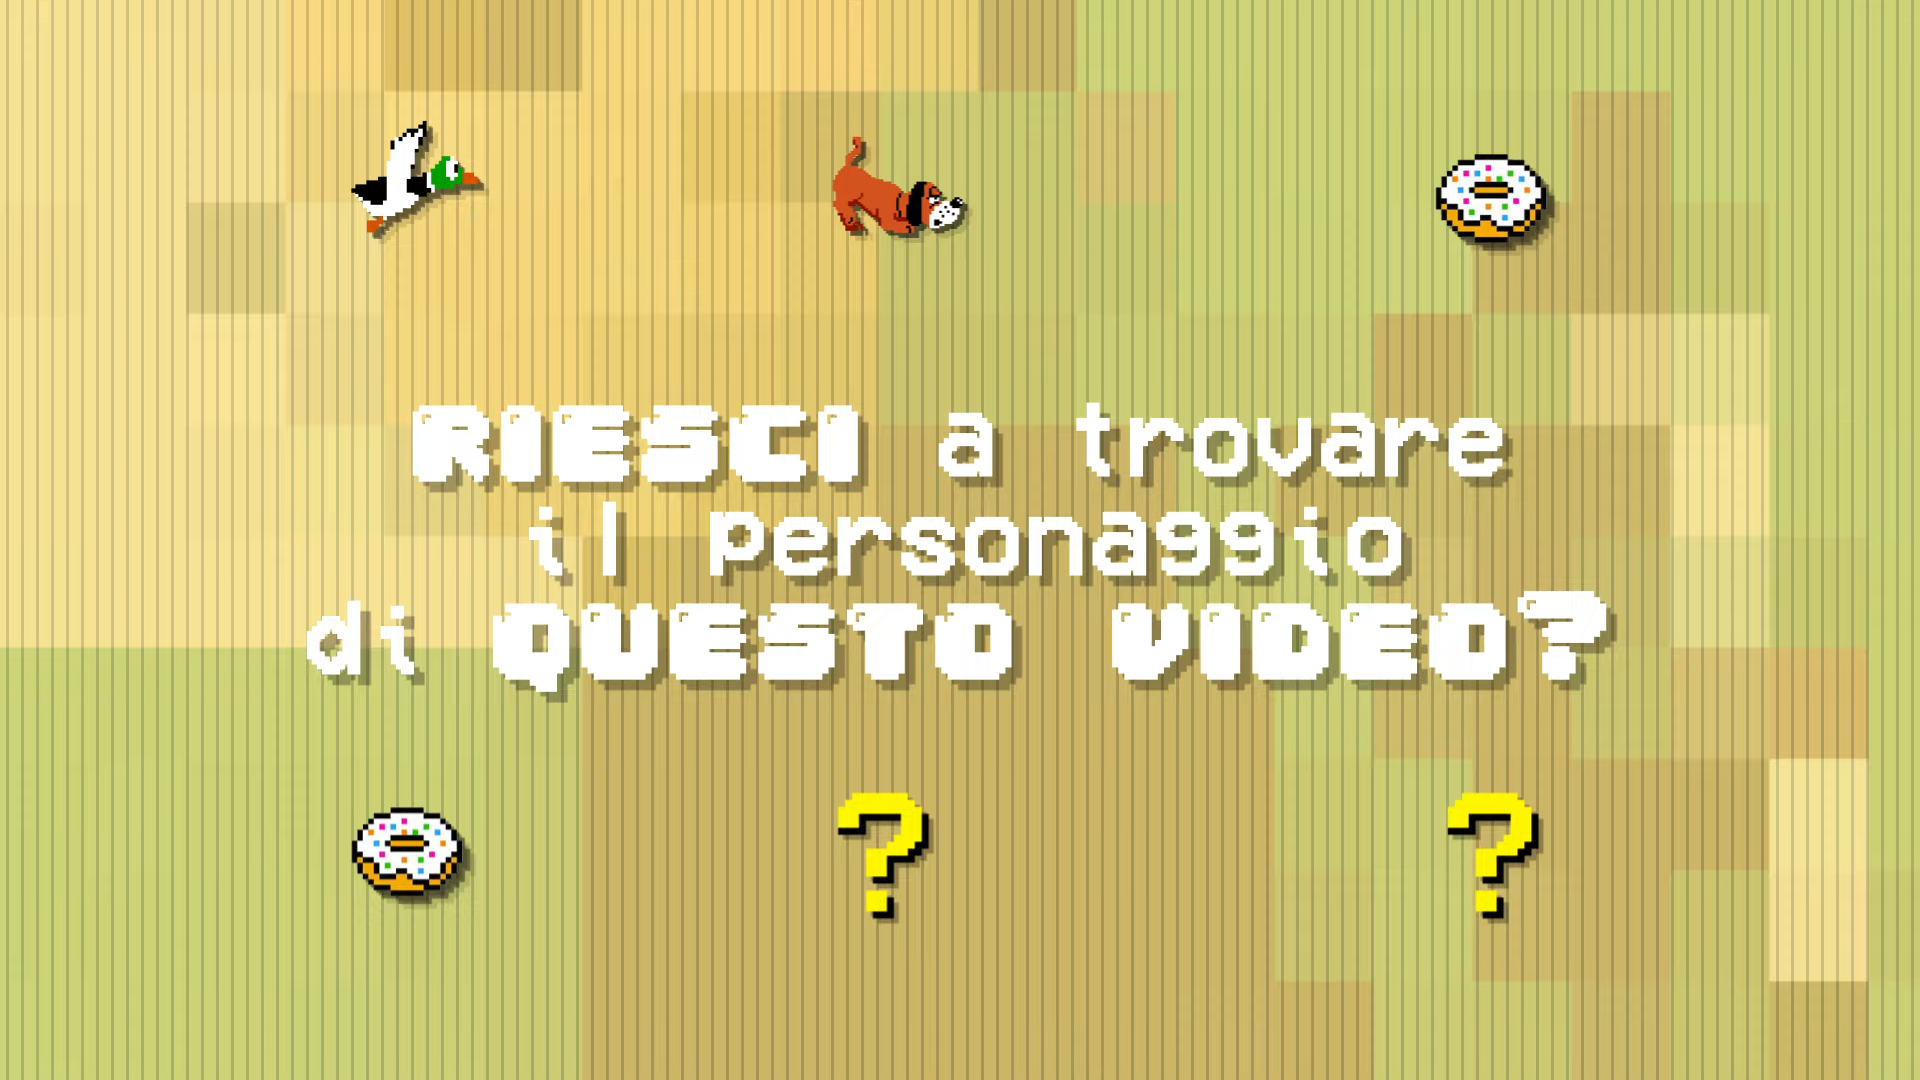 RIESCI a trovare
il personaggio
di QUESTO VIDEO?
? ?